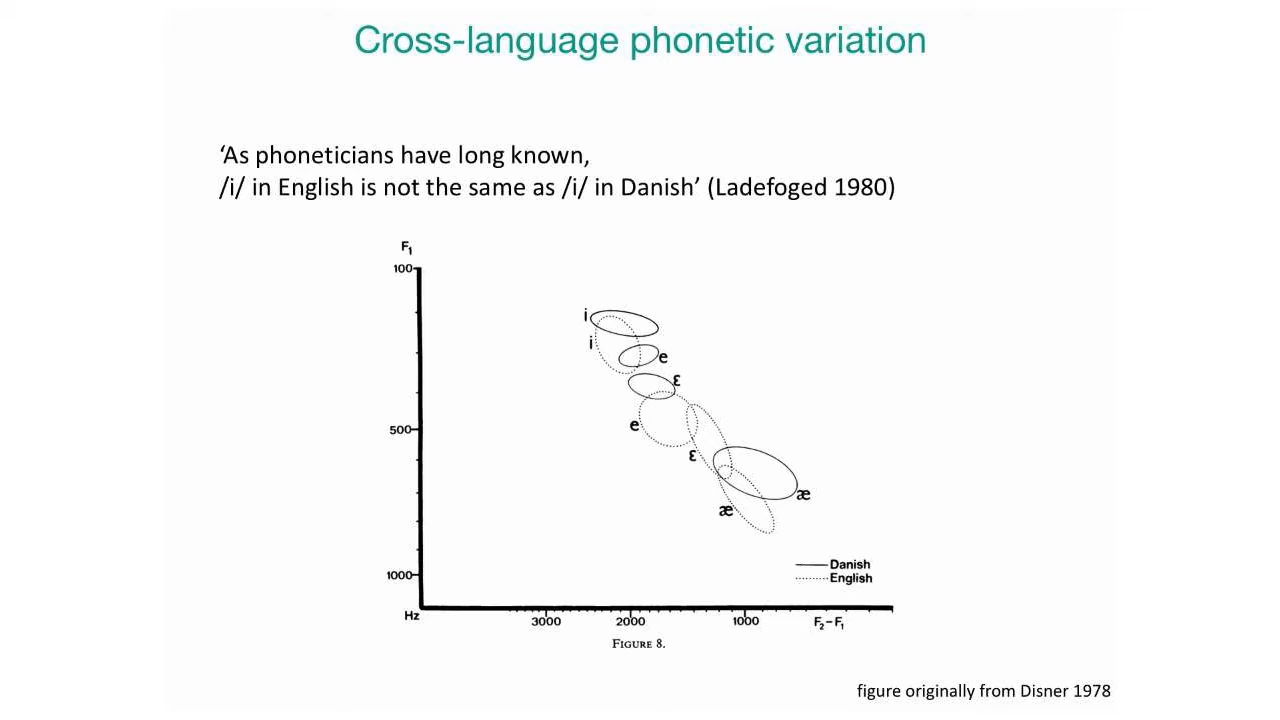 Cross-language phonetic variation
‘As phoneticians have long known,
/i/ in English is not the same as /i/ in Danish’ (Ladefoged 1980)
F₁
100
i
i
e
ɛ
e
500
ɛ
æ
æ
Danish
1000
English
Hz
3000 2000 1000 F₂–F₁
FIGURE 8.
figure originally from Disner 1978